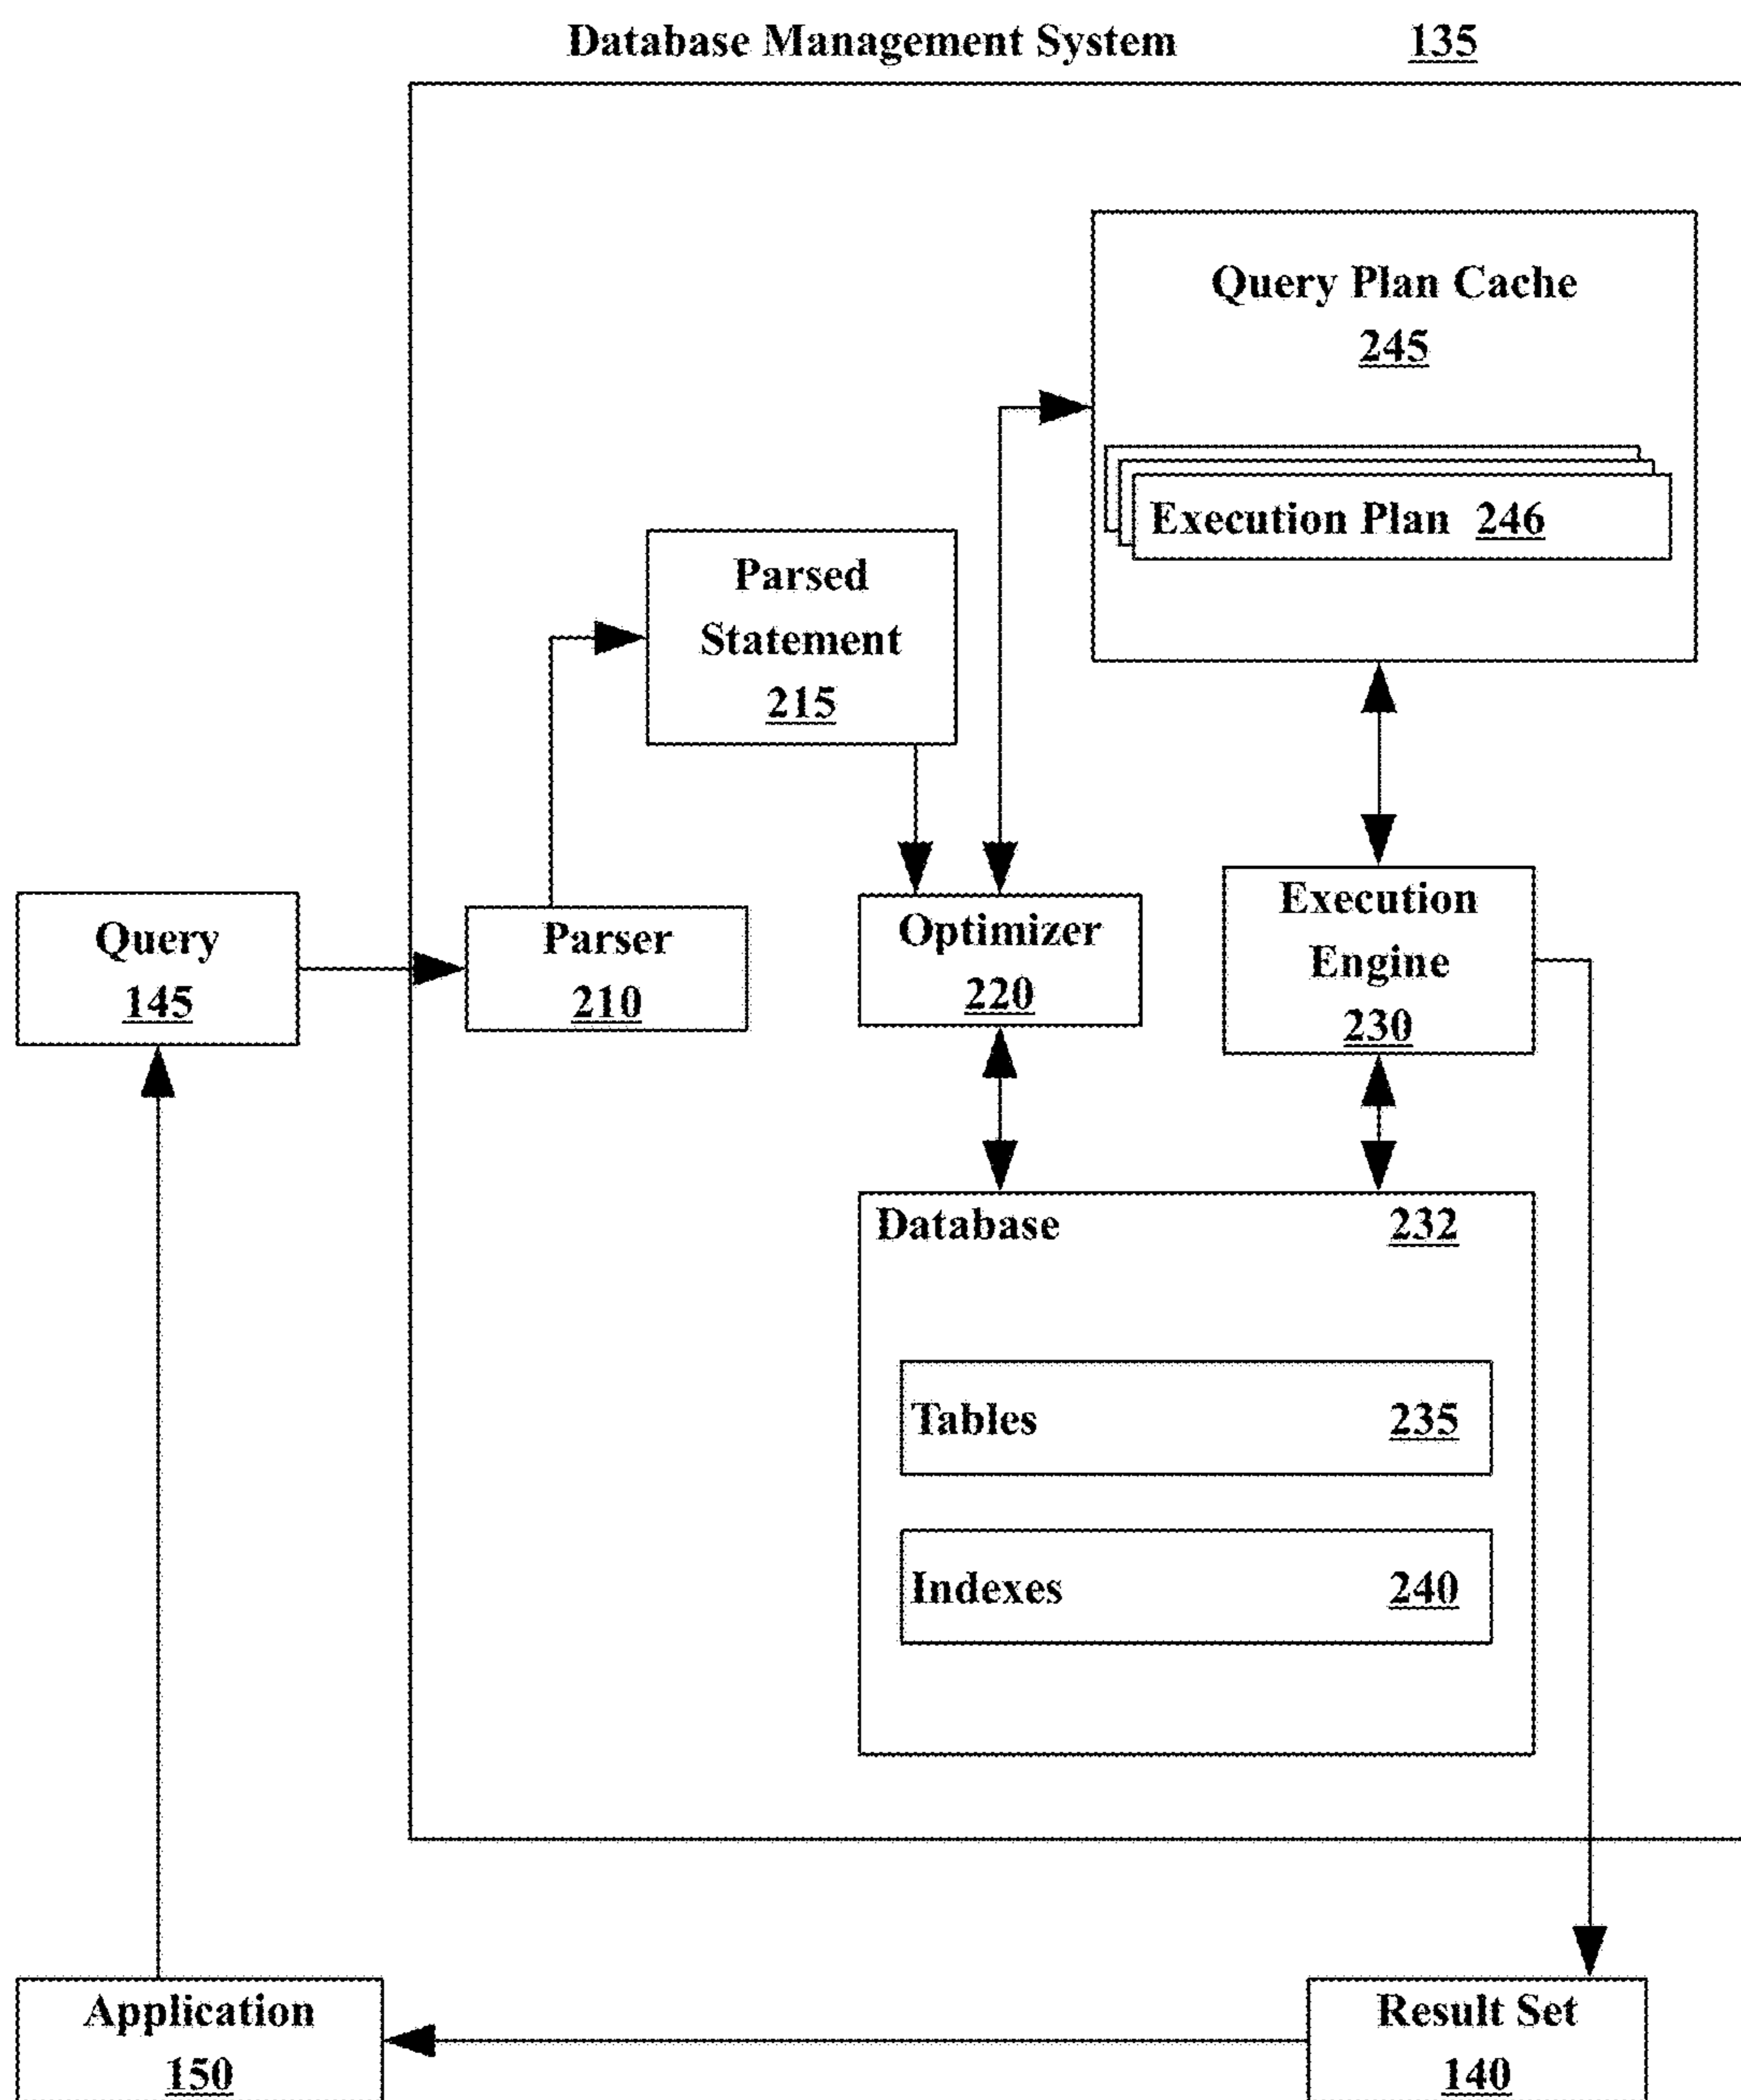 Database Management System 135
Query Plan Cache
245
Execution Plan 246
Parsed
Statement
215
Query
145
Parser
210
Optimizer
220
Execution
Engine
230
Database 232
Tables 235
Indexes 240
Application
150
Result Set
140